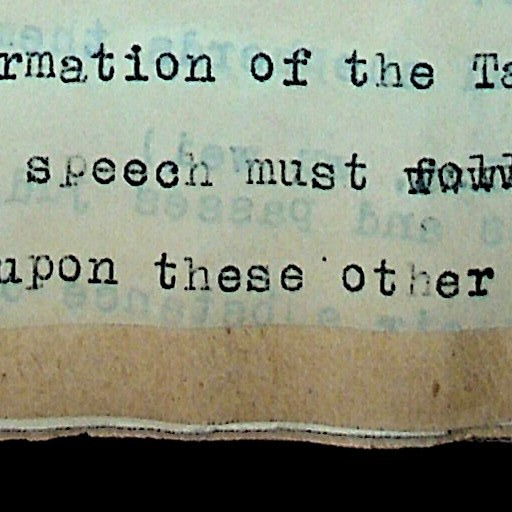 rmation of the Ta
speech must
upon these other